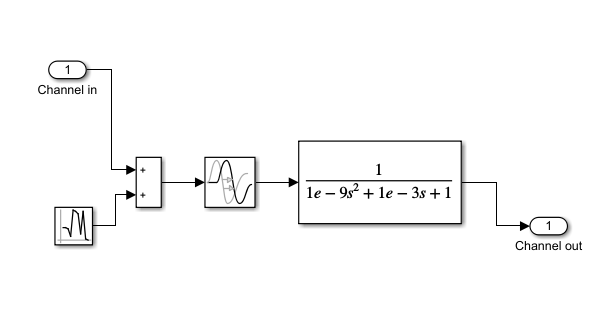 1
Channel in
+
+
1
1e − 9s² + 1e − 3s + 1
1
Channel out